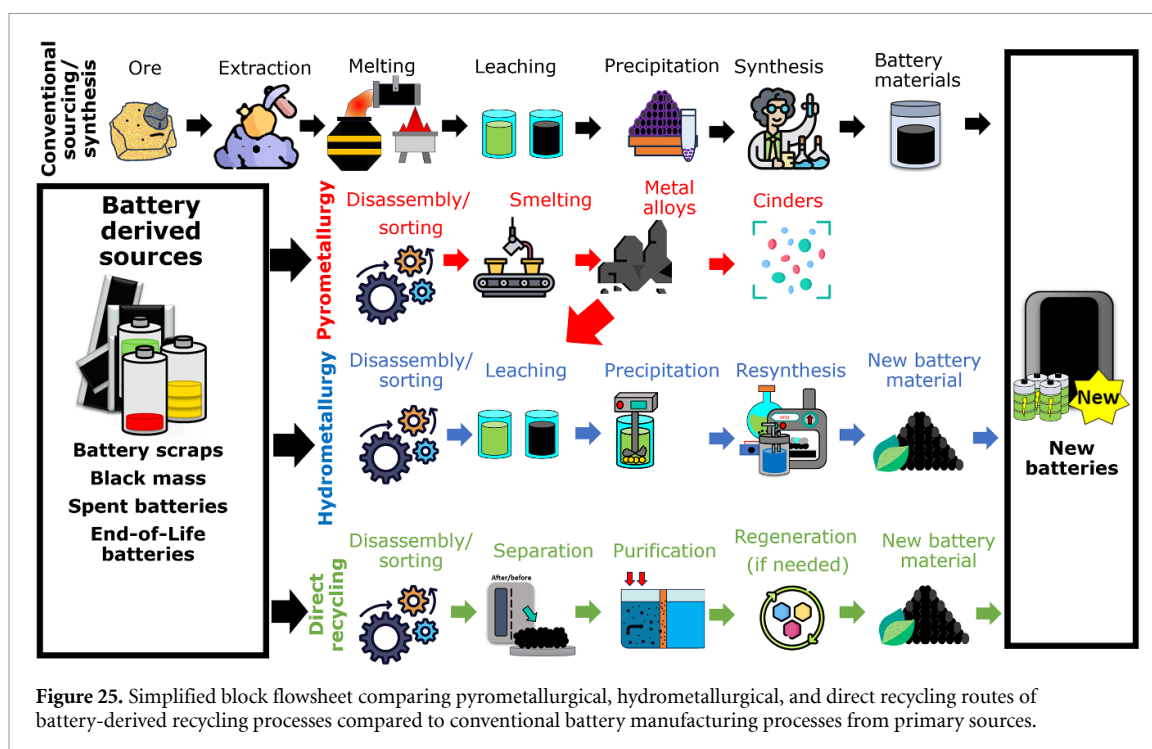 Conventional
sourcing/
synthesis
Ore
Extraction
Melting
Leaching
Precipitation
Synthesis
Battery
materials
Battery
derived
sources
Battery scraps
Black mass
Spent batteries
End-of-Life
batteries
Pyrometallurgy
Disassembly/
sorting
Smelting
Metal
alloys
Cinders
Hydrometallurgy
Disassembly/
sorting
Leaching
Precipitation
Resynthesis
New battery
material
Direct
recycling
Disassembly/
sorting
Separation
After/before
Purification
Regeneration
(if needed)
New battery
material
New
New
batteries
Figure 25. Simplified block flowsheet comparing pyrometallurgical, hydrometallurgical, and direct recycling routes of
battery-derived recycling processes compared to conventional battery manufacturing processes from primary sources.